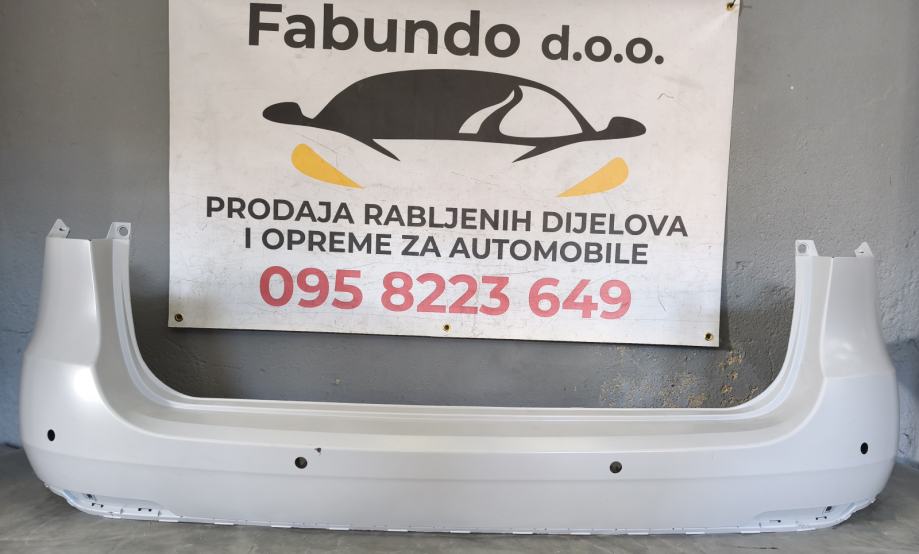 Fabundo d.o.o.
PRODAJA RABLJENIH DIJELOVA
I OPREME ZA AUTOMOBILE
095 8223 649